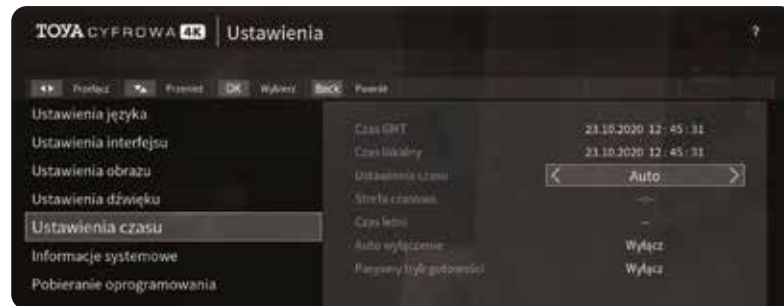 TOYA CYFROWA 4K Ustawienia ?
Przełącz Przenieś OK Wybierz Back Powrót
Ustawienia języka
Ustawienia interfejsu
Ustawienia obrazu
Ustawienia dźwięku
Ustawienia czasu
Informacje systemowe
Pobieranie oprogramowania
Czas GMT 23.10.2020 12:45:31
Czas lokalny 23.10.2020 12:45:31
Ustawienie czasu Auto
Strefa czasowa --:--
Czas letni --
Auto wyłączenie Wyłącz
Pasywny tryb gotowości Wyłącz